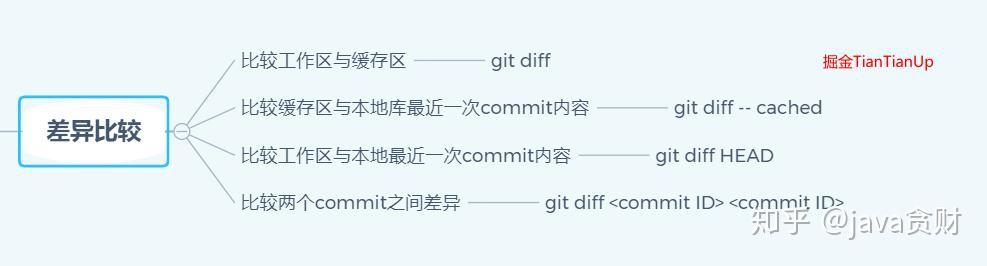 比较工作区与缓存区 git diff
掘金TianTianUp
比较缓存区与本地库最近一次commit内容 git diff -- cached
差异比较
比较工作区与本地最近一次commit内容 git diff HEAD
比较两个commit之间差异 git diff <commit ID> <commit ID>
知乎 @java贪财